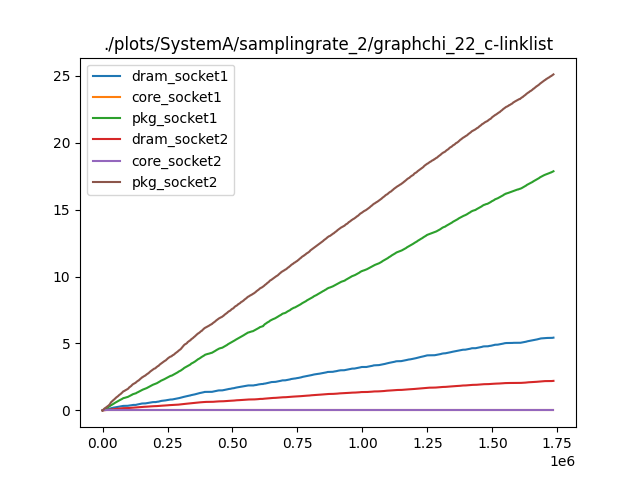 ./plots/SystemA/samplingrate_2/graphchi_22_c-linklist
dram_socket1
core_socket1
pkg_socket1
dram_socket2
core_socket2
pkg_socket2
25
20
15
10
5
0
0.00 0.25 0.50 0.75 1.00 1.25 1.50 1.75
1e6